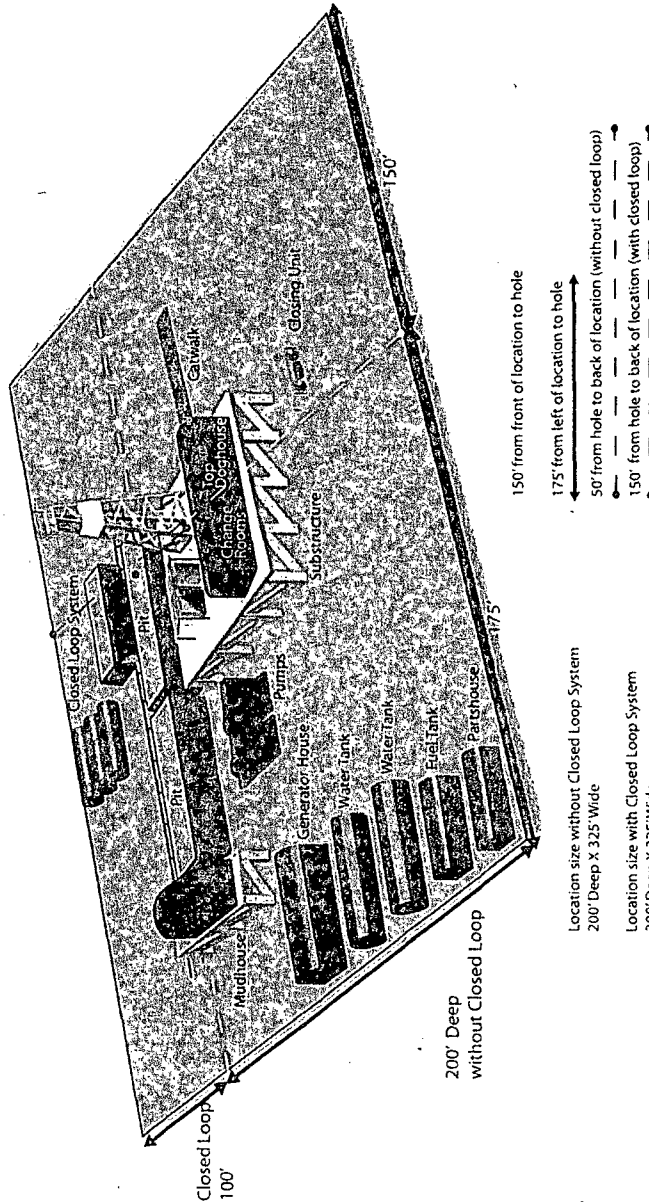 Closed Loop System
Pit
Pit
Catwalk
Change Rooms
Top Doghouse
Closing Unit
Substructure
Pumps
Generator House
Water Tank
Water Tank
Fuel Tank
Partshouse
Mudhouse
Closed Loop
100'
200' Deep
without Closed Loop
175'
150'
150' from front of location to hole
175' from left of location to hole
50' from hole to back of location (without closed loop)
150' from hole to back of location (with closed loop)
Location size without Closed Loop System
200' Deep X 325' Wide
Location size with Closed Loop System